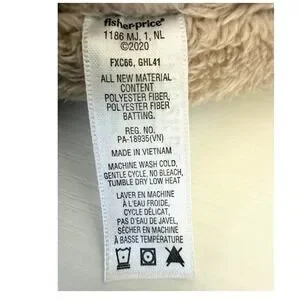 fisher-price®
1186 MJ, 1, NL
©2020
FXC66, GHL41
ALL NEW MATERIAL
CONTENT
POLYESTER FIBER,
POLYESTER FIBER
BATTING.
REG. NO.
PA-18935(VN)
MADE IN VIETNAM
MACHINE WASH COLD,
GENTLE CYCLE, NO BLEACH,
TUMBLE DRY LOW HEAT
LAVER EN MACHINE
À L'EAU FROIDE,
CYCLE DÉLICAT,
PAS D'EAU DE JAVEL,
SÉCHER EN MACHINE
À BASSE TEMPÉRATURE